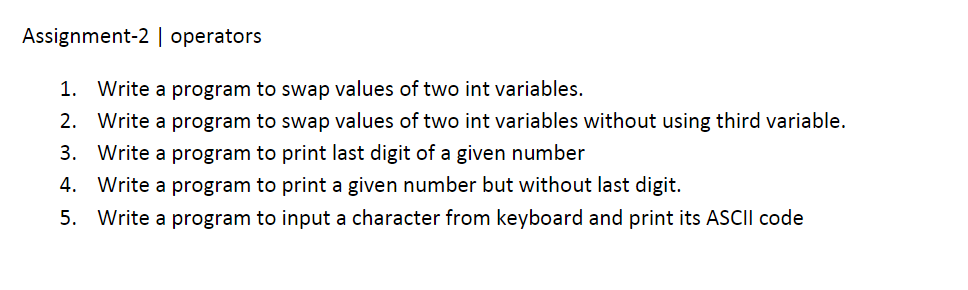 Assignment-2 | operators
1. Write a program to swap values of two int variables.
2. Write a program to swap values of two int variables without using third variable.
3. Write a program to print last digit of a given number
4. Write a program to print a given number but without last digit.
5. Write a program to input a character from keyboard and print its ASCII code